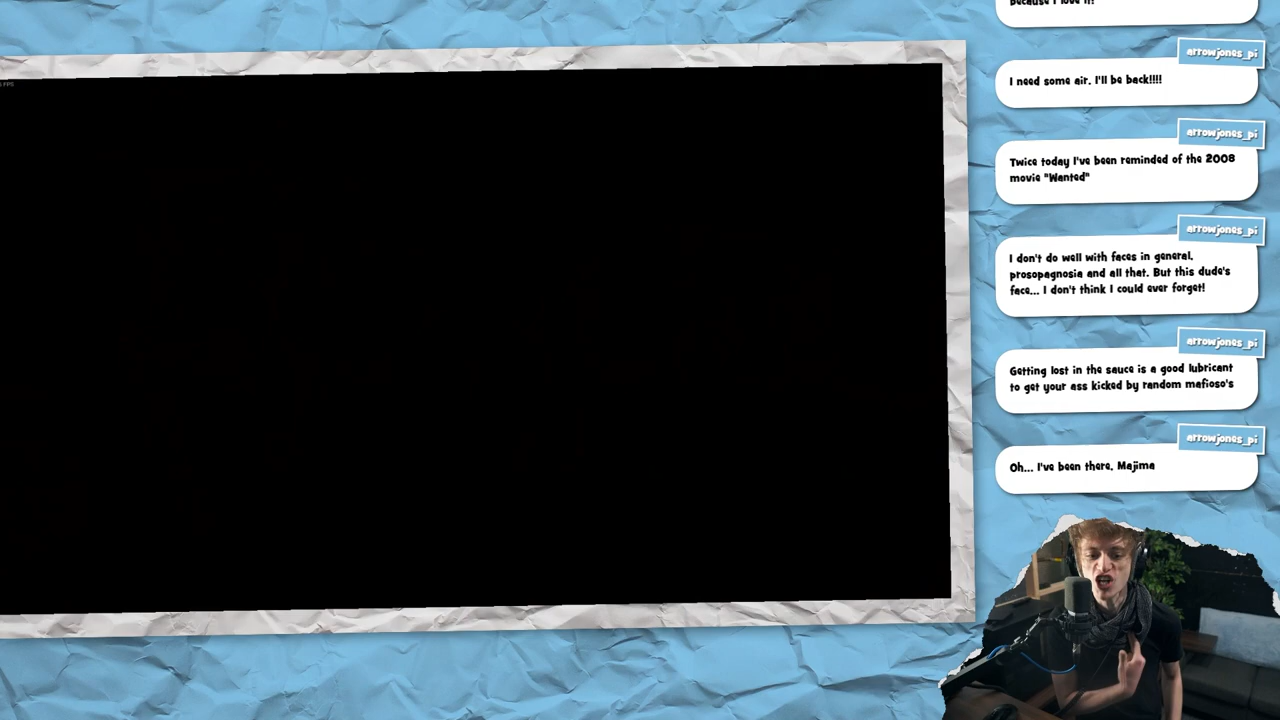 because I love it!
FPS
arrowjones_pi
I need some air. I'll be back!!!!
arrowjones_pi
Twice today I've been reminded of the 2008
movie "Wanted"
arrowjones_pi
I don't do well with faces in general,
prosopagnosia and all that. But this dude's
face... I don't think I could ever forget!
arrowjones_pi
Getting lost in the sauce is a good lubricant
to get your ass kicked by random mafioso's
arrowjones_pi
Oh... I've been there, Majima